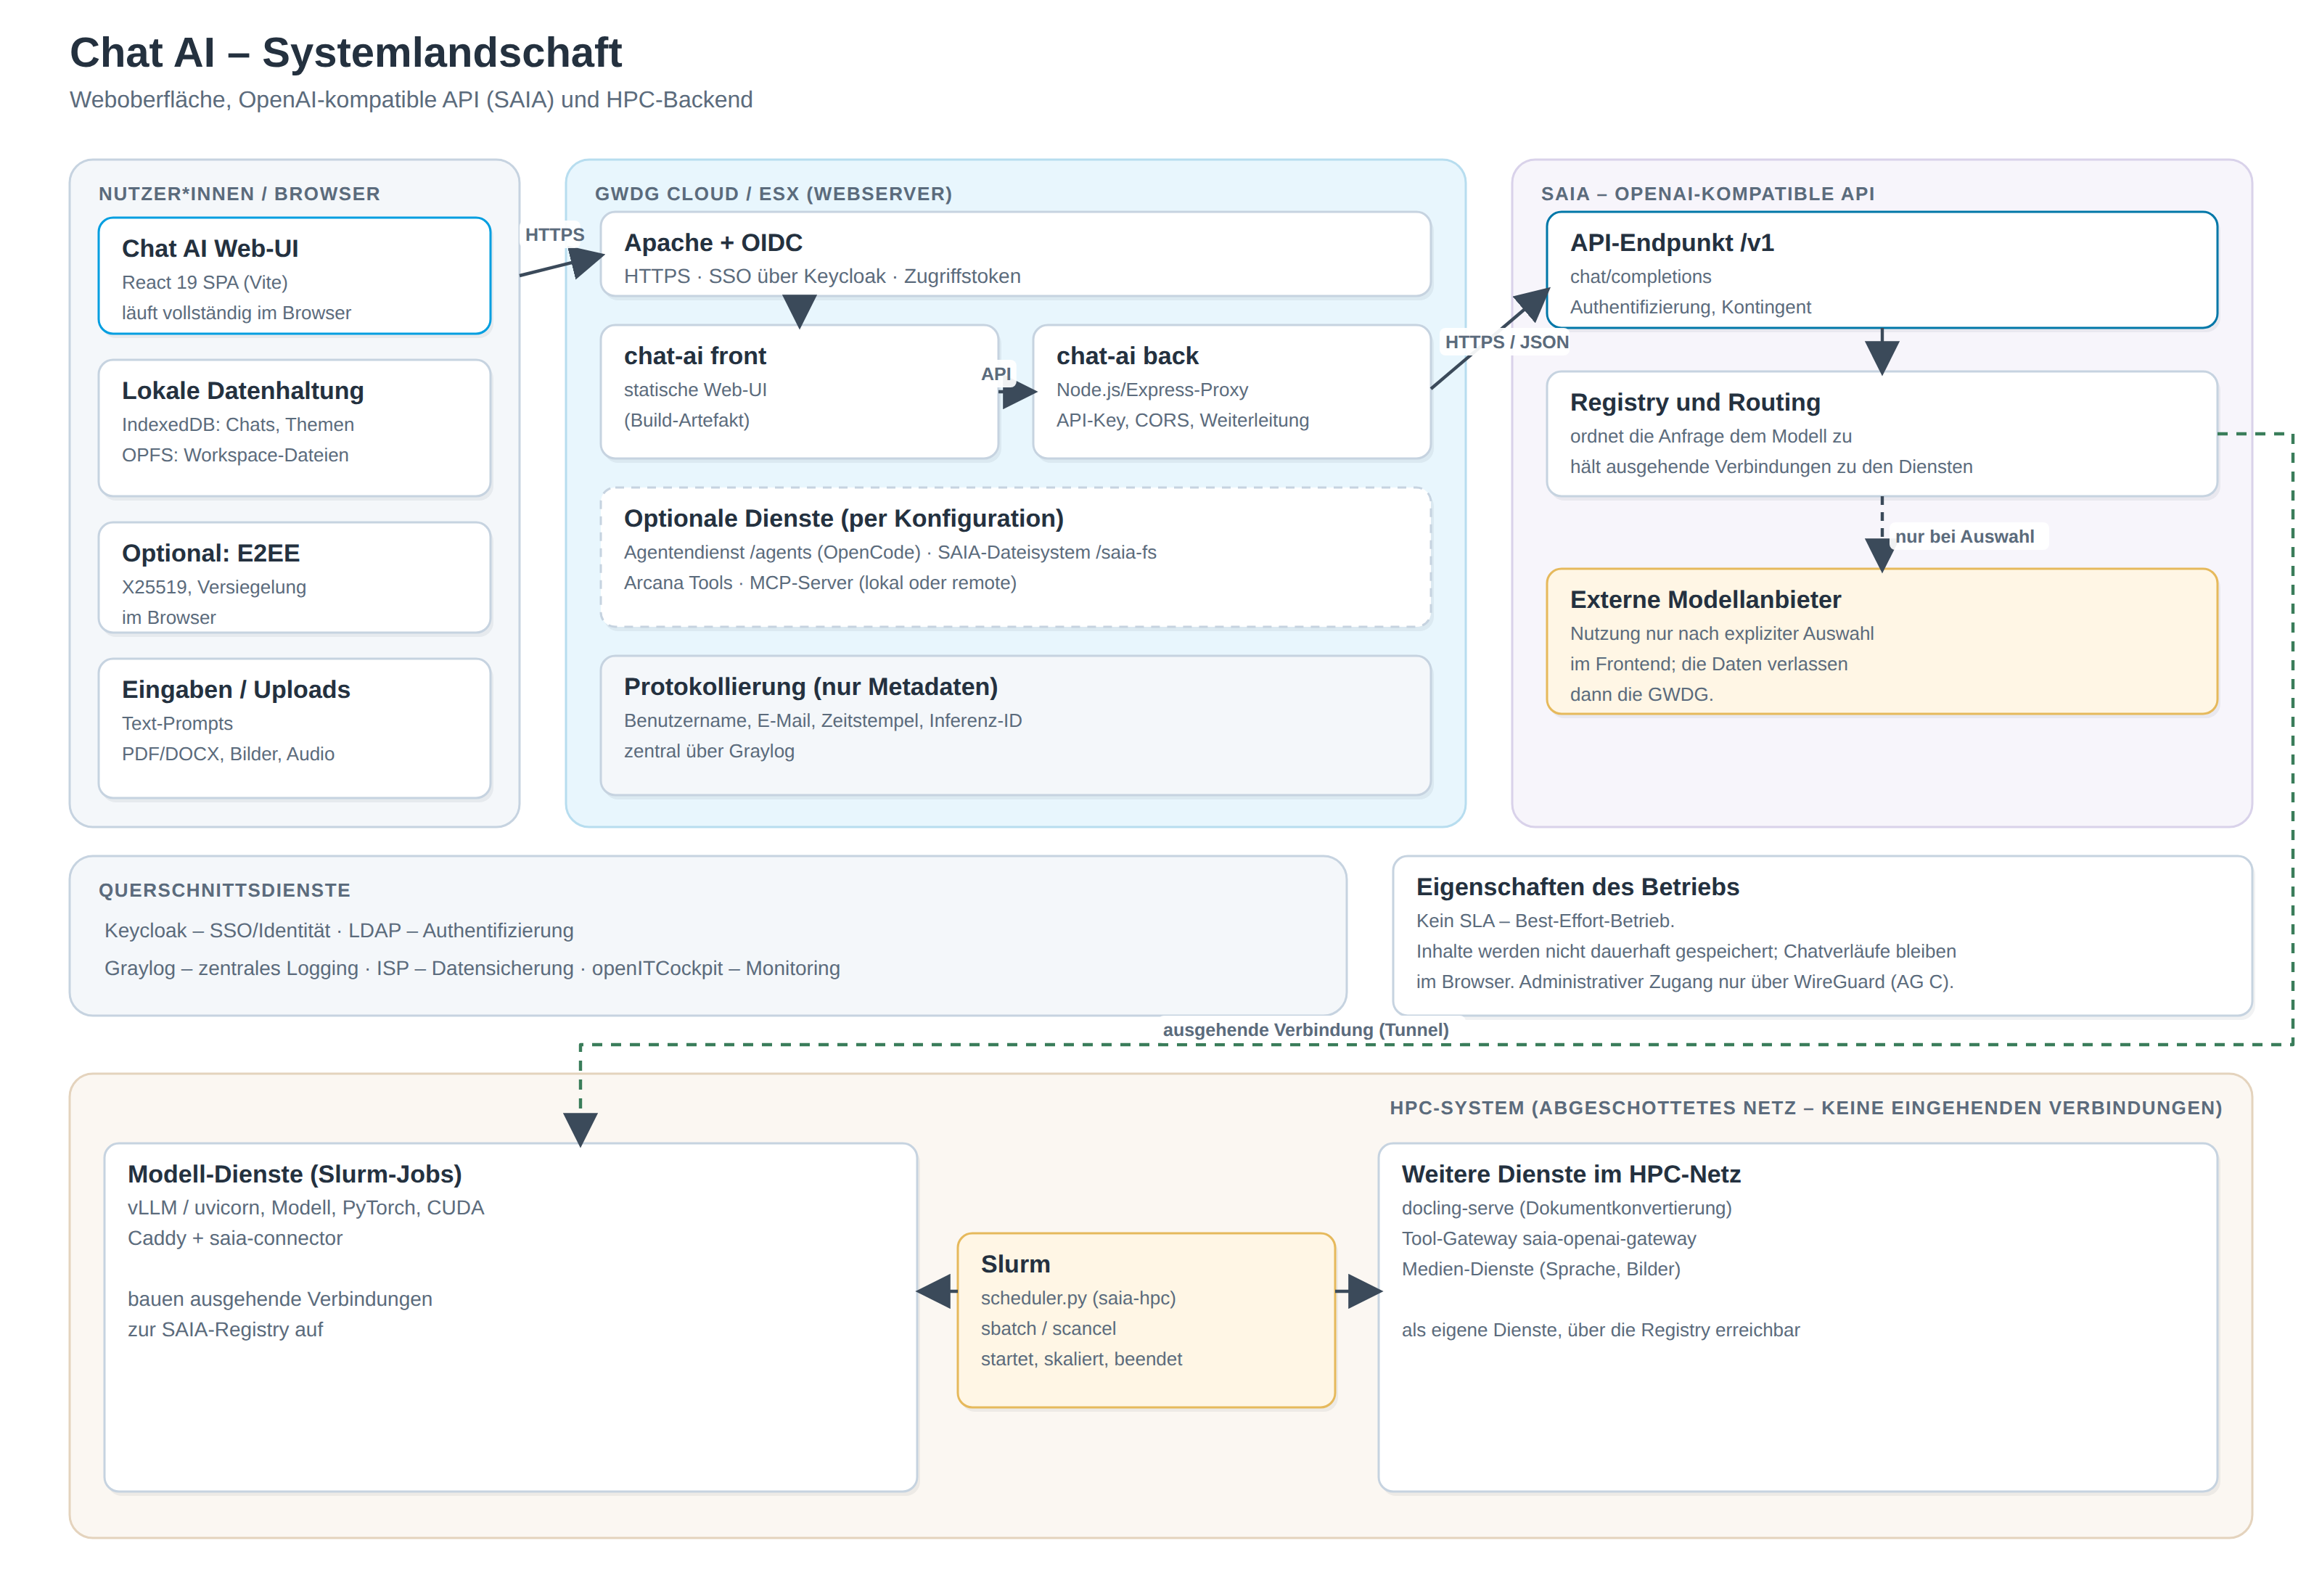 Chat AI – Systemlandschaft
Weboberfläche, OpenAI-kompatible API (SAIA) und HPC-Backend
NUTZER*INNEN / BROWSER
Chat AI Web-UI
React 19 SPA (Vite)
läuft vollständig im Browser
Lokale Datenhaltung
IndexedDB: Chats, Themen
OPFS: Workspace-Dateien
Optional: E2EE
X25519, Versiegelung
im Browser
Eingaben / Uploads
Text-Prompts
PDF/DOCX, Bilder, Audio
HTTPS
GWDG CLOUD / ESX (WEBSERVER)
Apache + OIDC
HTTPS · SSO über Keycloak · Zugriffstoken
chat-ai front
statische Web-UI
(Build-Artefakt)
API
chat-ai back
Node.js/Express-Proxy
API-Key, CORS, Weiterleitung
Optionale Dienste (per Konfiguration)
Agentendienst /agents (OpenCode) · SAIA-Dateisystem /saia-fs
Arcana Tools · MCP-Server (lokal oder remote)
Protokollierung (nur Metadaten)
Benutzername, E-Mail, Zeitstempel, Inferenz-ID
zentral über Graylog
HTTPS / JSON
SAIA – OPENAI-KOMPATIBLE API
API-Endpunkt /v1
chat/completions
Authentifizierung, Kontingent
Registry und Routing
ordnet die Anfrage dem Modell zu
hält ausgehende Verbindungen zu den Diensten
nur bei Auswahl
Externe Modellanbieter
Nutzung nur nach expliziter Auswahl
im Frontend; die Daten verlassen
dann die GWDG.
QUERSCHNITTSDIENSTE
Keycloak – SSO/Identität · LDAP – Authentifizierung
Graylog – zentrales Logging · ISP – Datensicherung · openITCockpit – Monitoring
Eigenschaften des Betriebs
Kein SLA – Best-Effort-Betrieb.
Inhalte werden nicht dauerhaft gespeichert; Chatverläufe bleiben
im Browser. Administrativer Zugang nur über WireGuard (AG C).
ausgehende Verbindung (Tunnel)
HPC-SYSTEM (ABGESCHOTTETES NETZ – KEINE EINGEHENDEN VERBINDUNGEN)
Modell-Dienste (Slurm-Jobs)
vLLM / uvicorn, Modell, PyTorch, CUDA
Caddy + saia-connector
bauen ausgehende Verbindungen
zur SAIA-Registry auf
Slurm
scheduler.py (saia-hpc)
sbatch / scancel
startet, skaliert, beendet
Weitere Dienste im HPC-Netz
docling-serve (Dokumentkonvertierung)
Tool-Gateway saia-openai-gateway
Medien-Dienste (Sprache, Bilder)
als eigene Dienste, über die Registry erreichbar